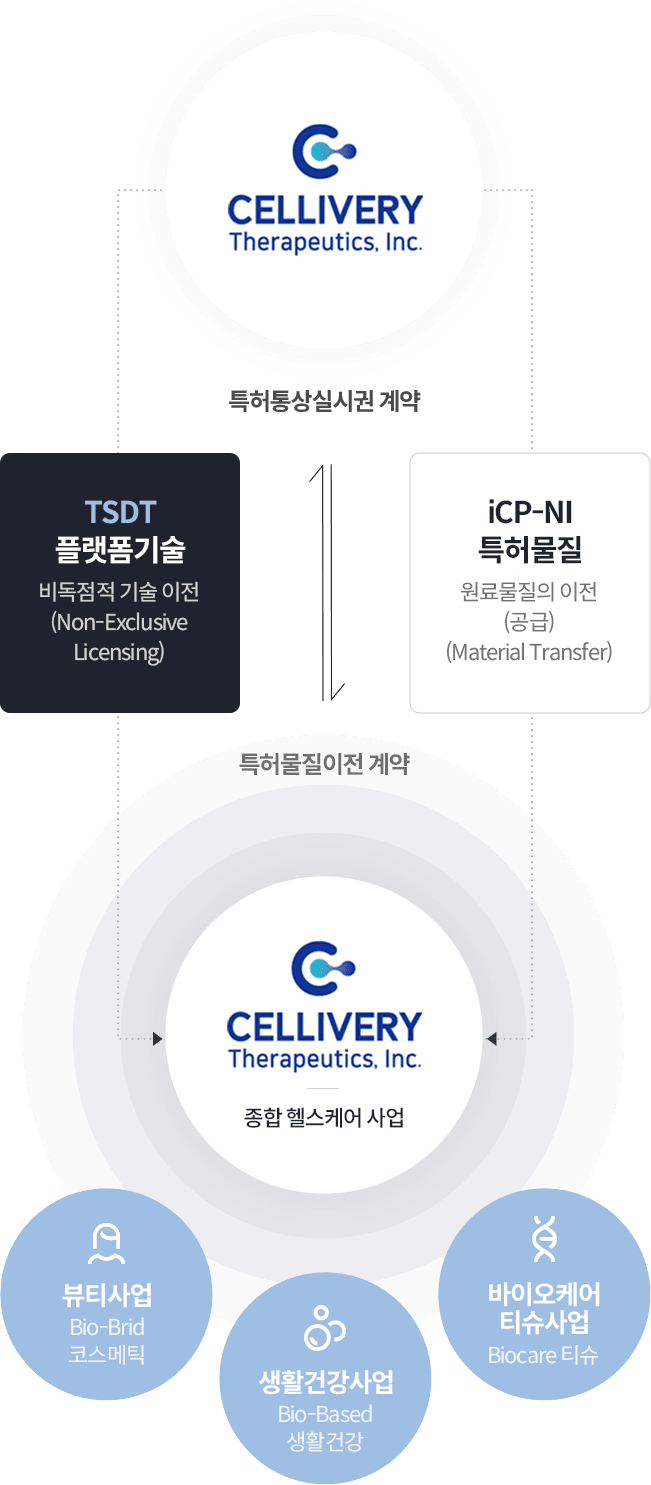 CELLIVERY
Therapeutics, Inc.
특허통상실시권 계약
TSDT
플랫폼기술
비독점적 기술 이전
(Non-Exclusive
Licensing)
iCP-NI
특허물질
원료물질의 이전
(공급)
(Material Transfer)
특허물질이전 계약
CELLIVERY
Therapeutics, Inc.
종합 헬스케어 사업
뷰티사업
Bio-Brid
코스메틱
생활건강사업
Bio-Based
생활건강
바이오케어
티슈사업
Biocare 티슈